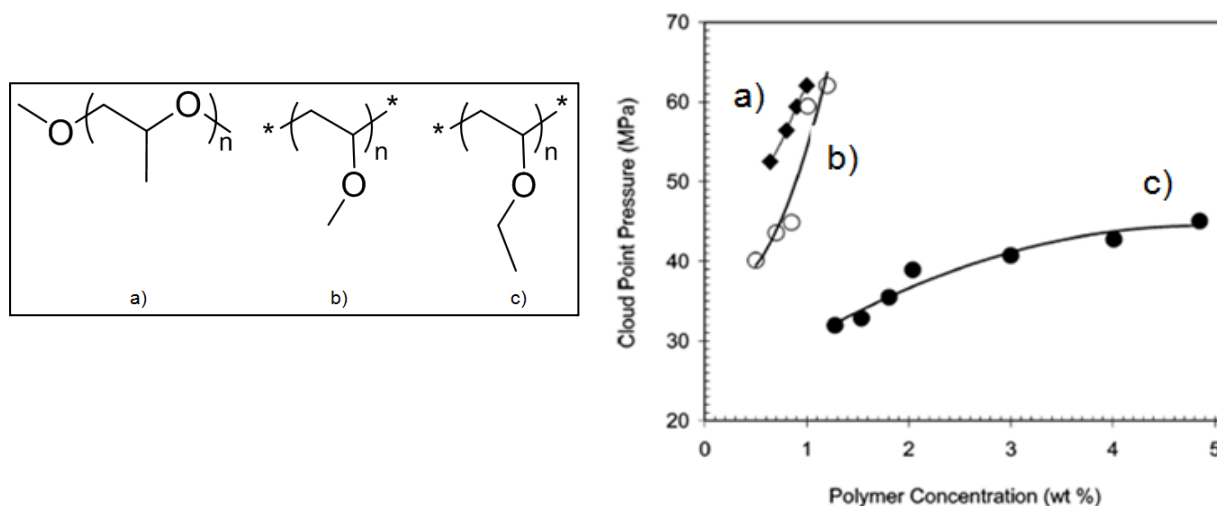 O
O
n
a)
*
*
n
O
b)
*
*
n
O
c)
70
60
50
40
30
20
Cloud Point Pressure (MPa)
a)
b)
c)
0
1
2
3
4
5
Polymer Concentration (wt %)